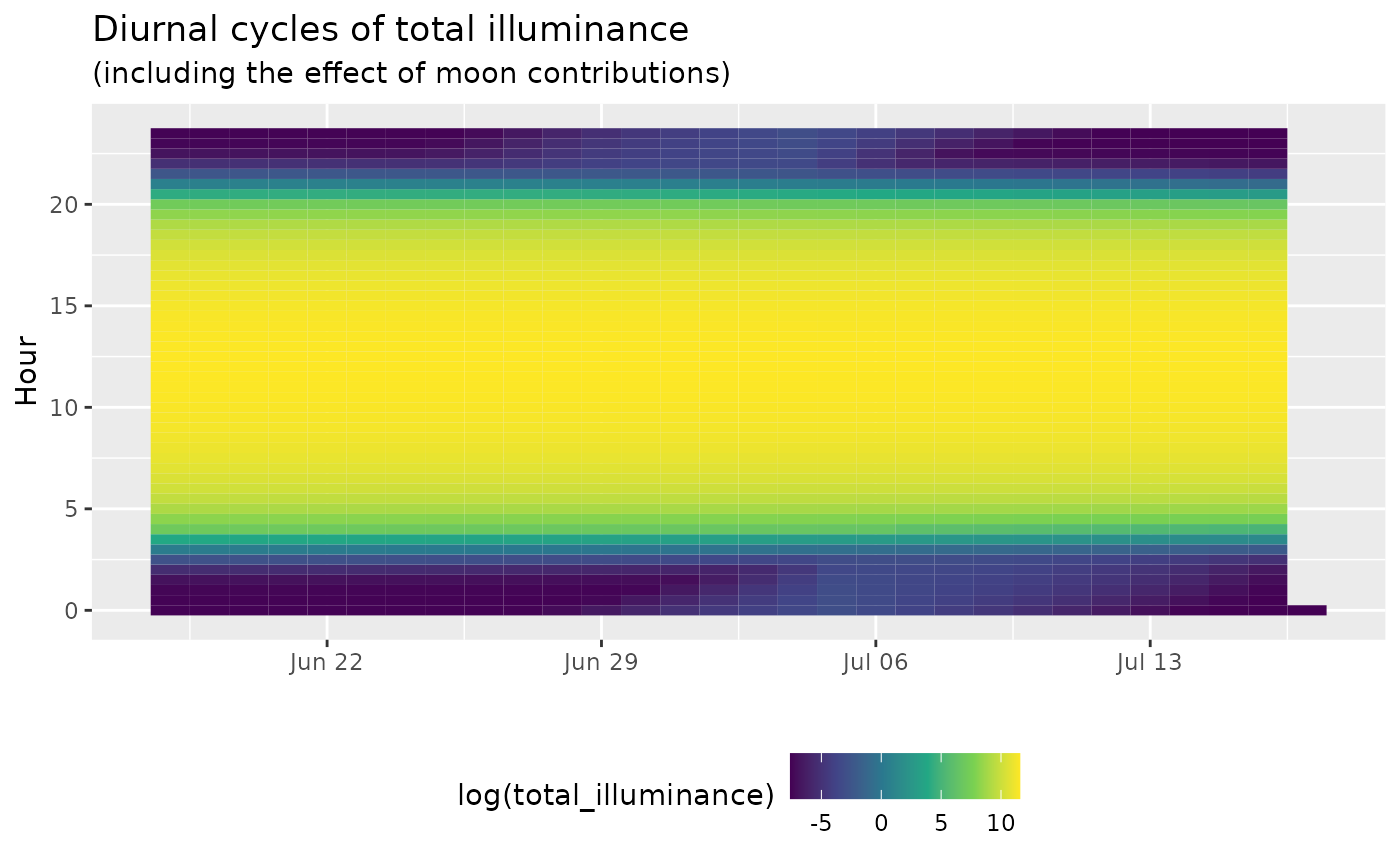 Diurnal cycles of total illuminance
(including the effect of moon contributions)
Hour
20
15
10
5
0
Jun 22
Jun 29
Jul 06
Jul 13
log(total_illuminance)
-5
0
5
10